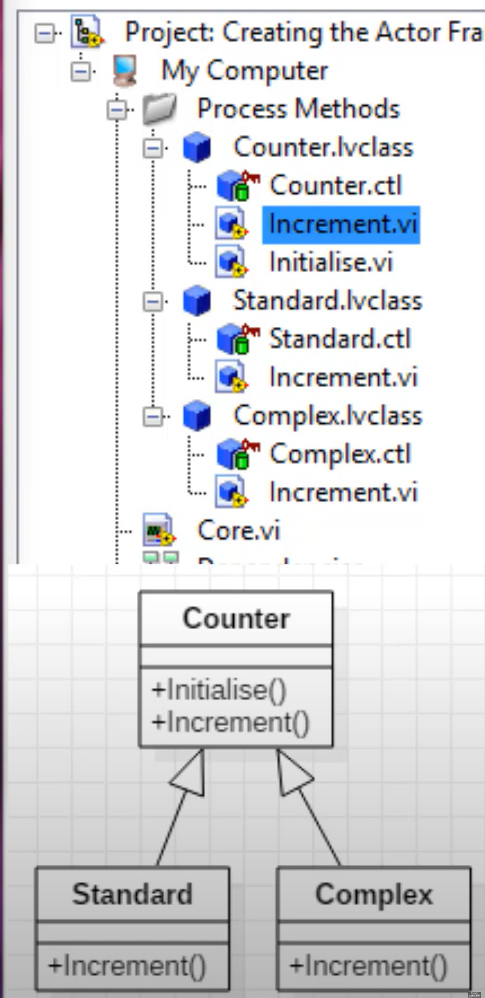 Project: Creating the Actor Fra
My Computer
Process Methods
Counter.lvclass
Counter.ctl
Increment.vi
Initialise.vi
Standard.lvclass
Standard.ctl
Increment.vi
Complex.lvclass
Complex.ctl
Increment.vi
Core.vi
Counter
+Initialise()
+Increment()
Standard
+Increment()
Complex
+Increment()